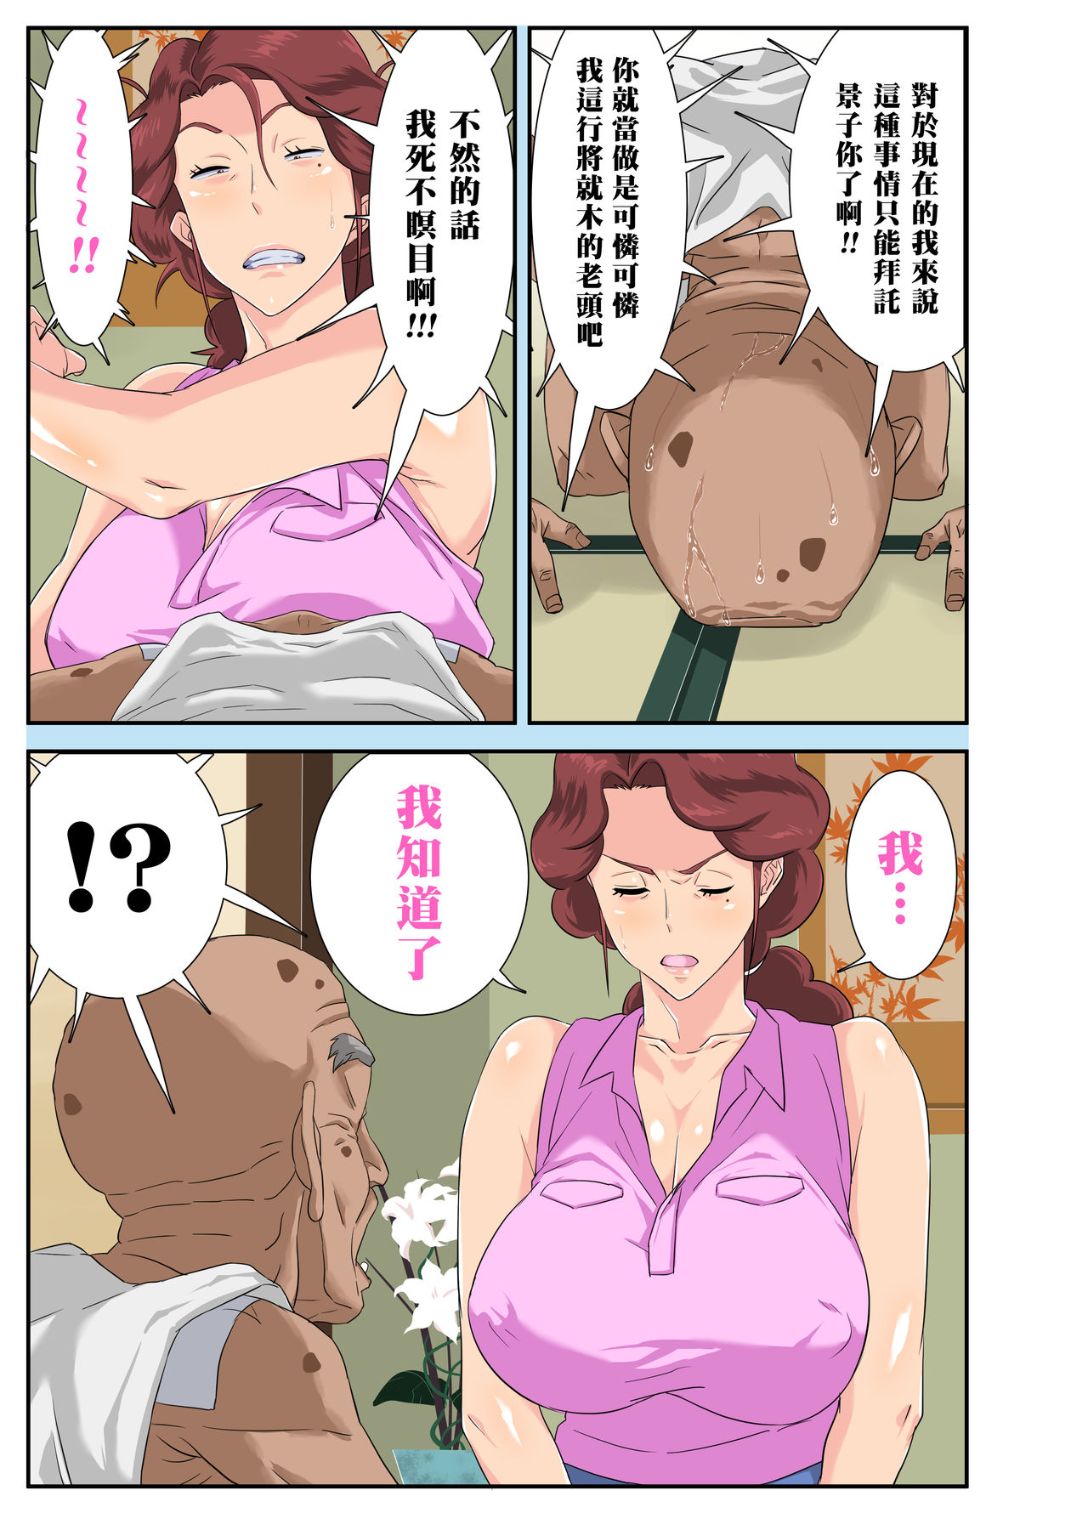 對於現在的我來說
這種事情只能拜託
景子你了啊!!
你就當做是可憐可憐
我這行將就木的老頭吧
不然的話
我死不瞑目啊!!!
~~~~!!
我…
我知道了
!?